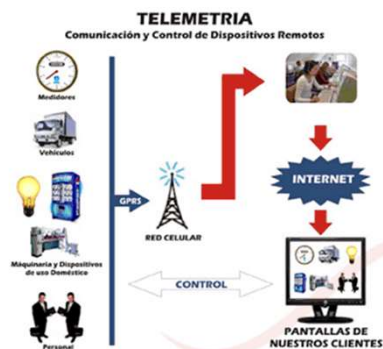 TELEMETRIA
Comunicación y Control de Dispositivos Remotos
Medidores
Vehículos
Máquinaria y Dispositivos
de uso Doméstico
Personal
GPRS
RED CELULAR
INTERNET
CONTROL
PANTALLAS DE
NUESTROS CLIENTES